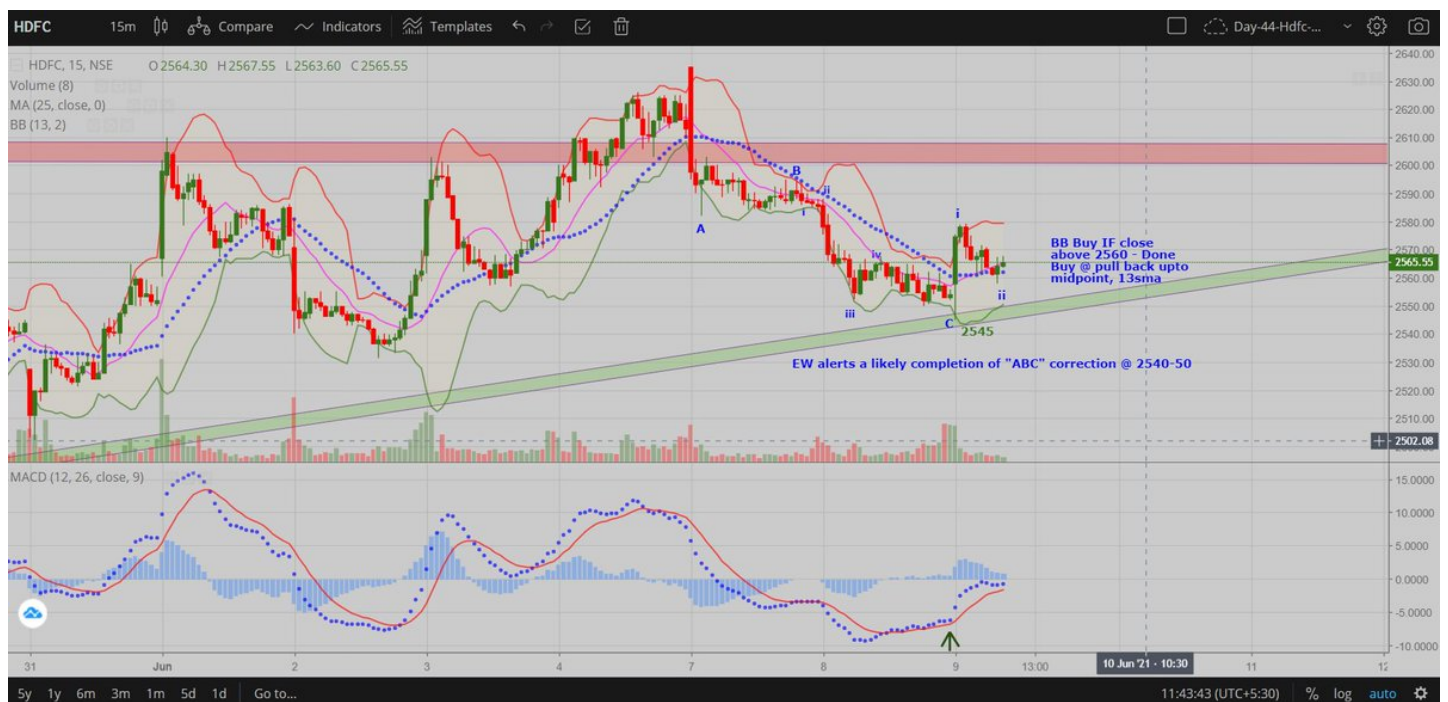 HDFC 15m Compare Indicators Templates Day-44-Hdfc-...
HDFC, 15, NSE O2564.30 H2567.55 L2563.60 C2565.55
Volume (8)
MA (25, close, 0)
BB (13, 2)
2640.00
2630.00
2620.00
2610.00
2600.00
2590.00
2580.00
2570.00
2565.55
2560.00
2550.00
2540.00
2530.00
2520.00
2510.00
2502.08
A
B
i
ii
iii
iv
C
2545
i
ii
BB Buy IF close
above 2560 - Done
Buy @ pull back upto
midpoint, 13sma
EW alerts a likely completion of "ABC" correction @ 2540-50
MACD (12, 26, close, 9)
15.0000
10.0000
5.0000
0.0000
-5.0000
-10.0000
31 Jun 2 3 4 7 8 9 13:00 10 Jun '21 - 10:30 11 12
5y 1y 6m 3m 1m 5d 1d Go to... 11:43:43 (UTC+5:30) % log auto